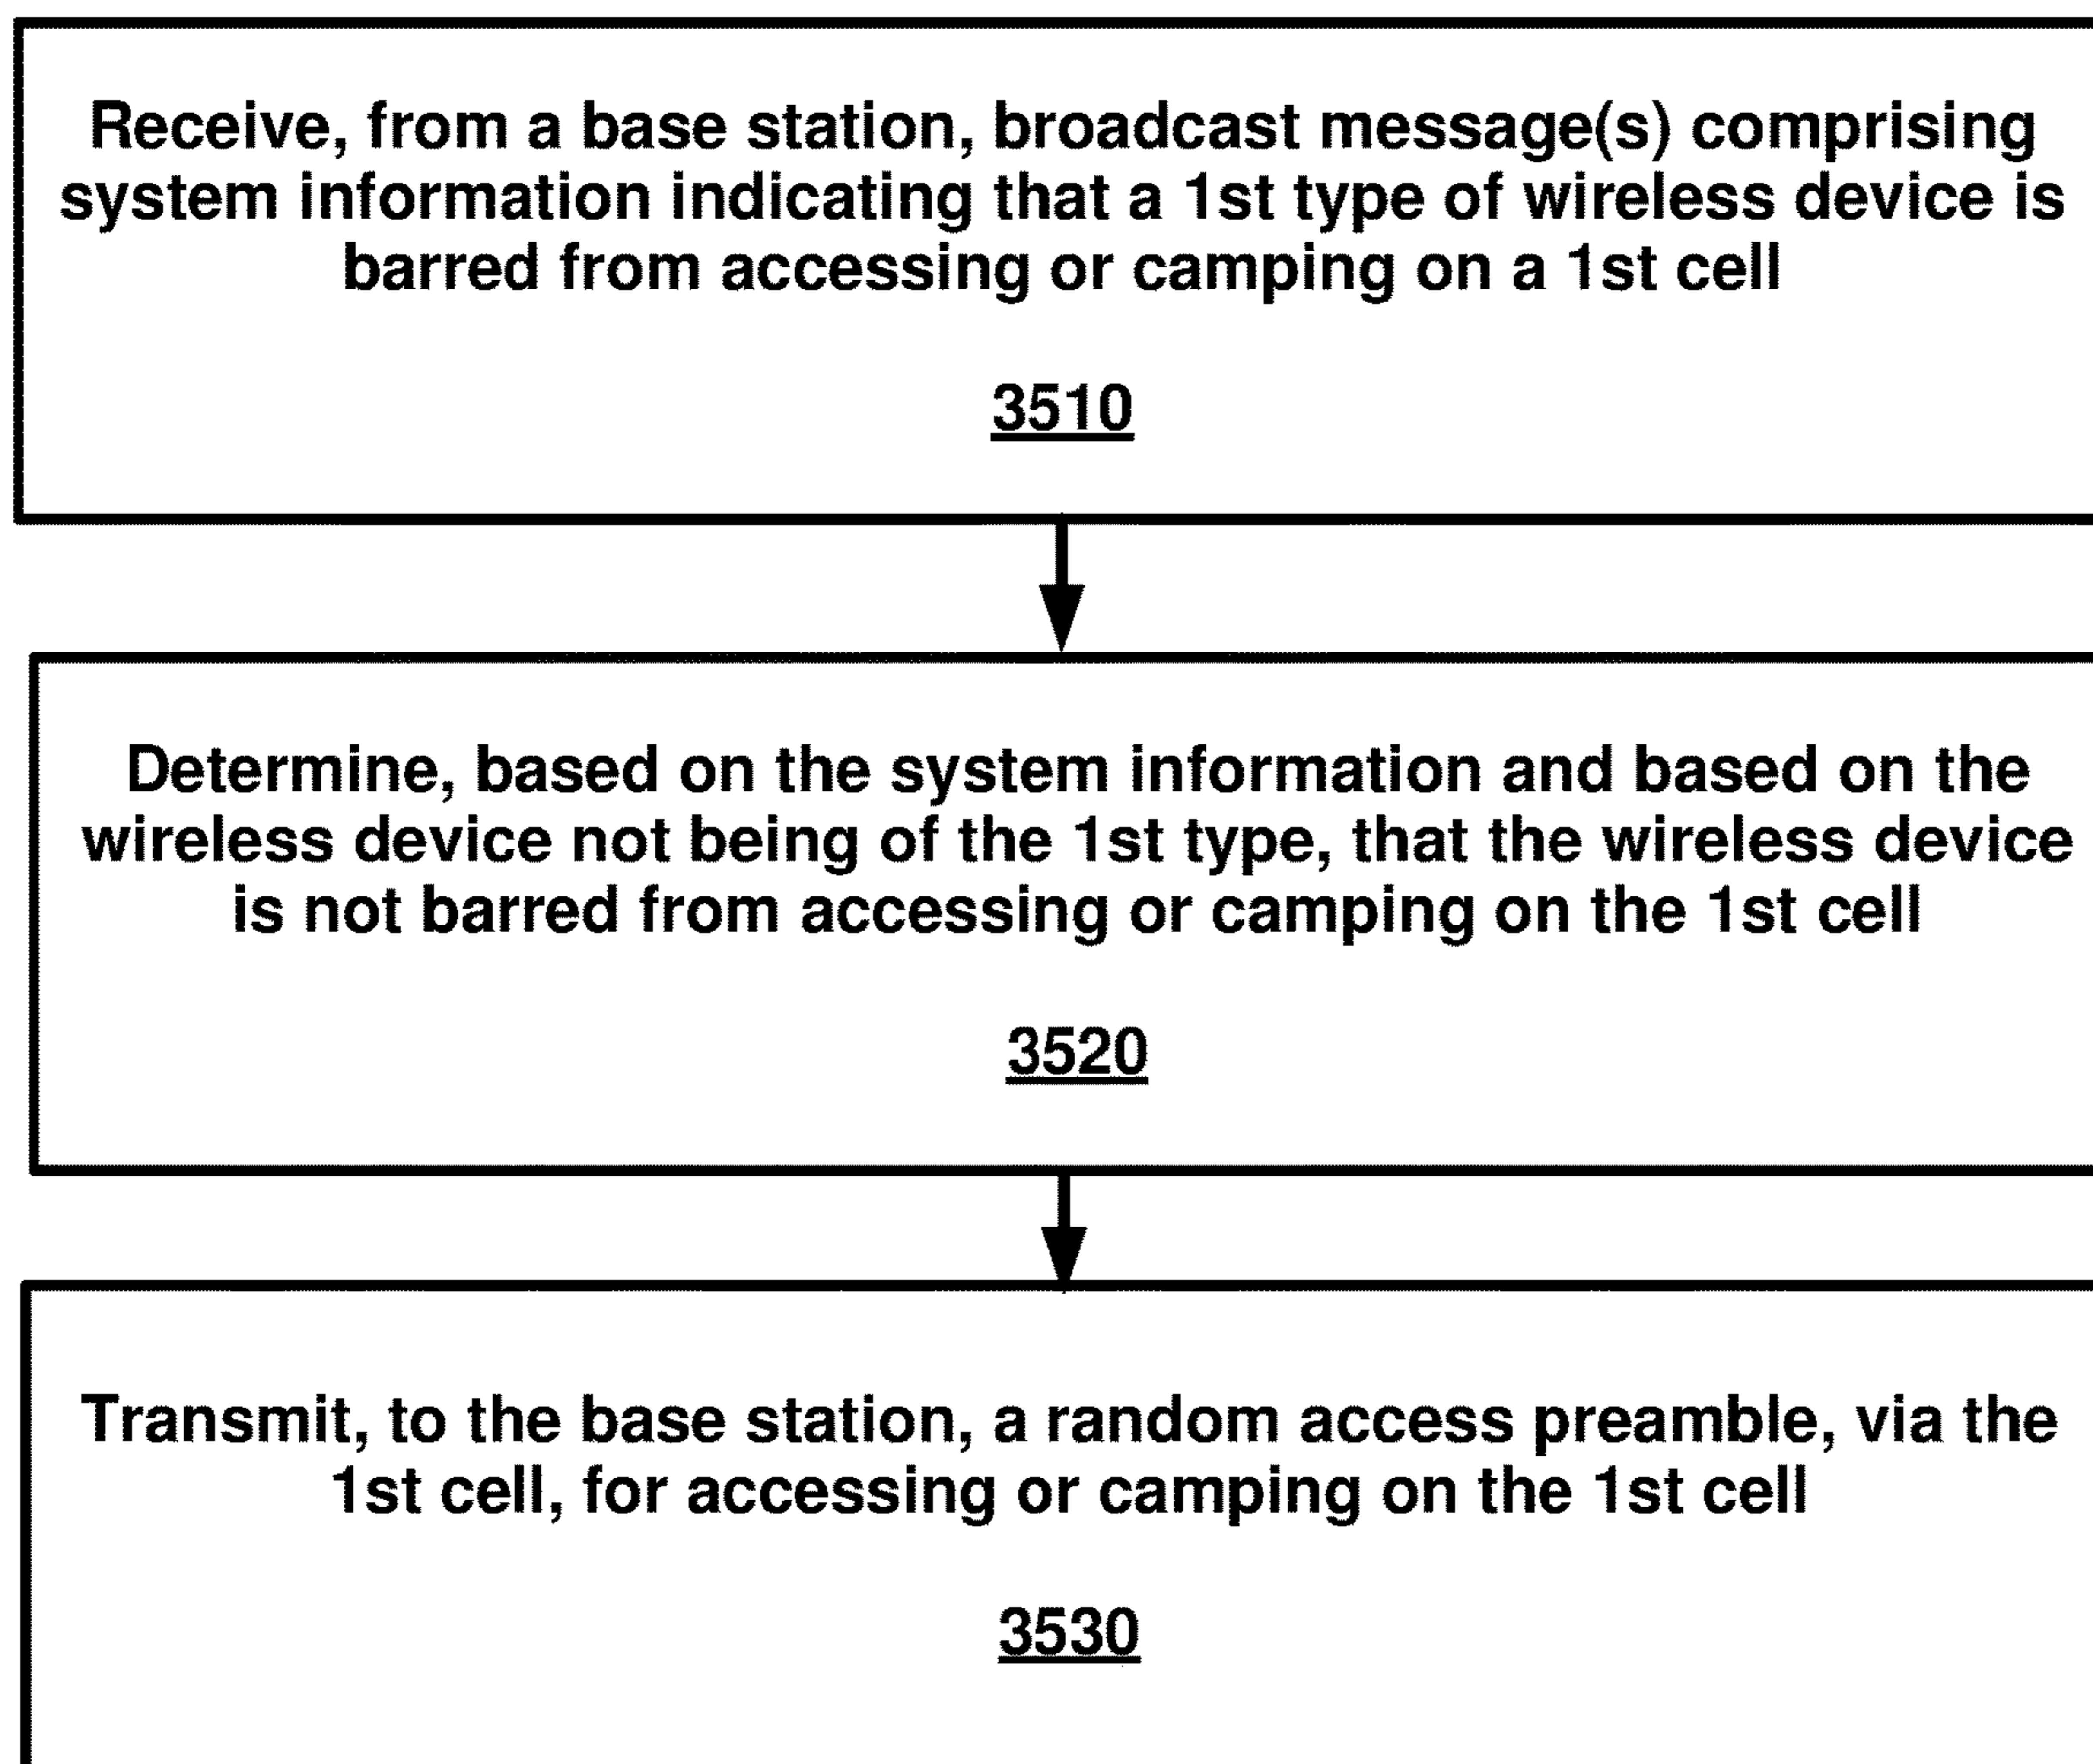 Receive, from a base station, broadcast message(s) comprising
system information indicating that a 1st type of wireless device is
barred from accessing or camping on a 1st cell
3510
Determine, based on the system information and based on the
wireless device not being of the 1st type, that the wireless device
is not barred from accessing or camping on the 1st cell
3520
Transmit, to the base station, a random access preamble, via the
1st cell, for accessing or camping on the 1st cell
3530